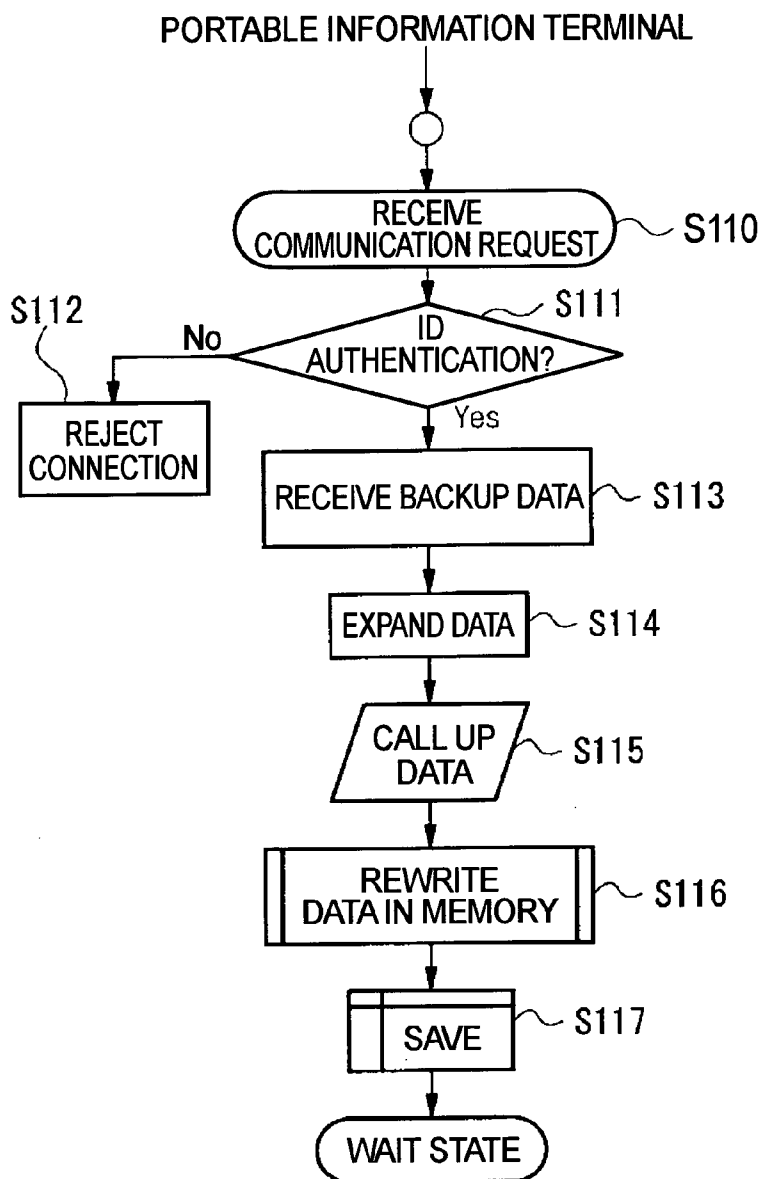 PORTABLE INFORMATION TERMINAL
RECEIVE
COMMUNICATION REQUEST
S110
S111
S112
ID
AUTHENTICATION?
No
Yes
REJECT
CONNECTION
RECEIVE BACKUP DATA
S113
EXPAND DATA
S114
CALL UP
DATA
S115
REWRITE
DATA IN MEMORY
S116
SAVE
S117
WAIT STATE